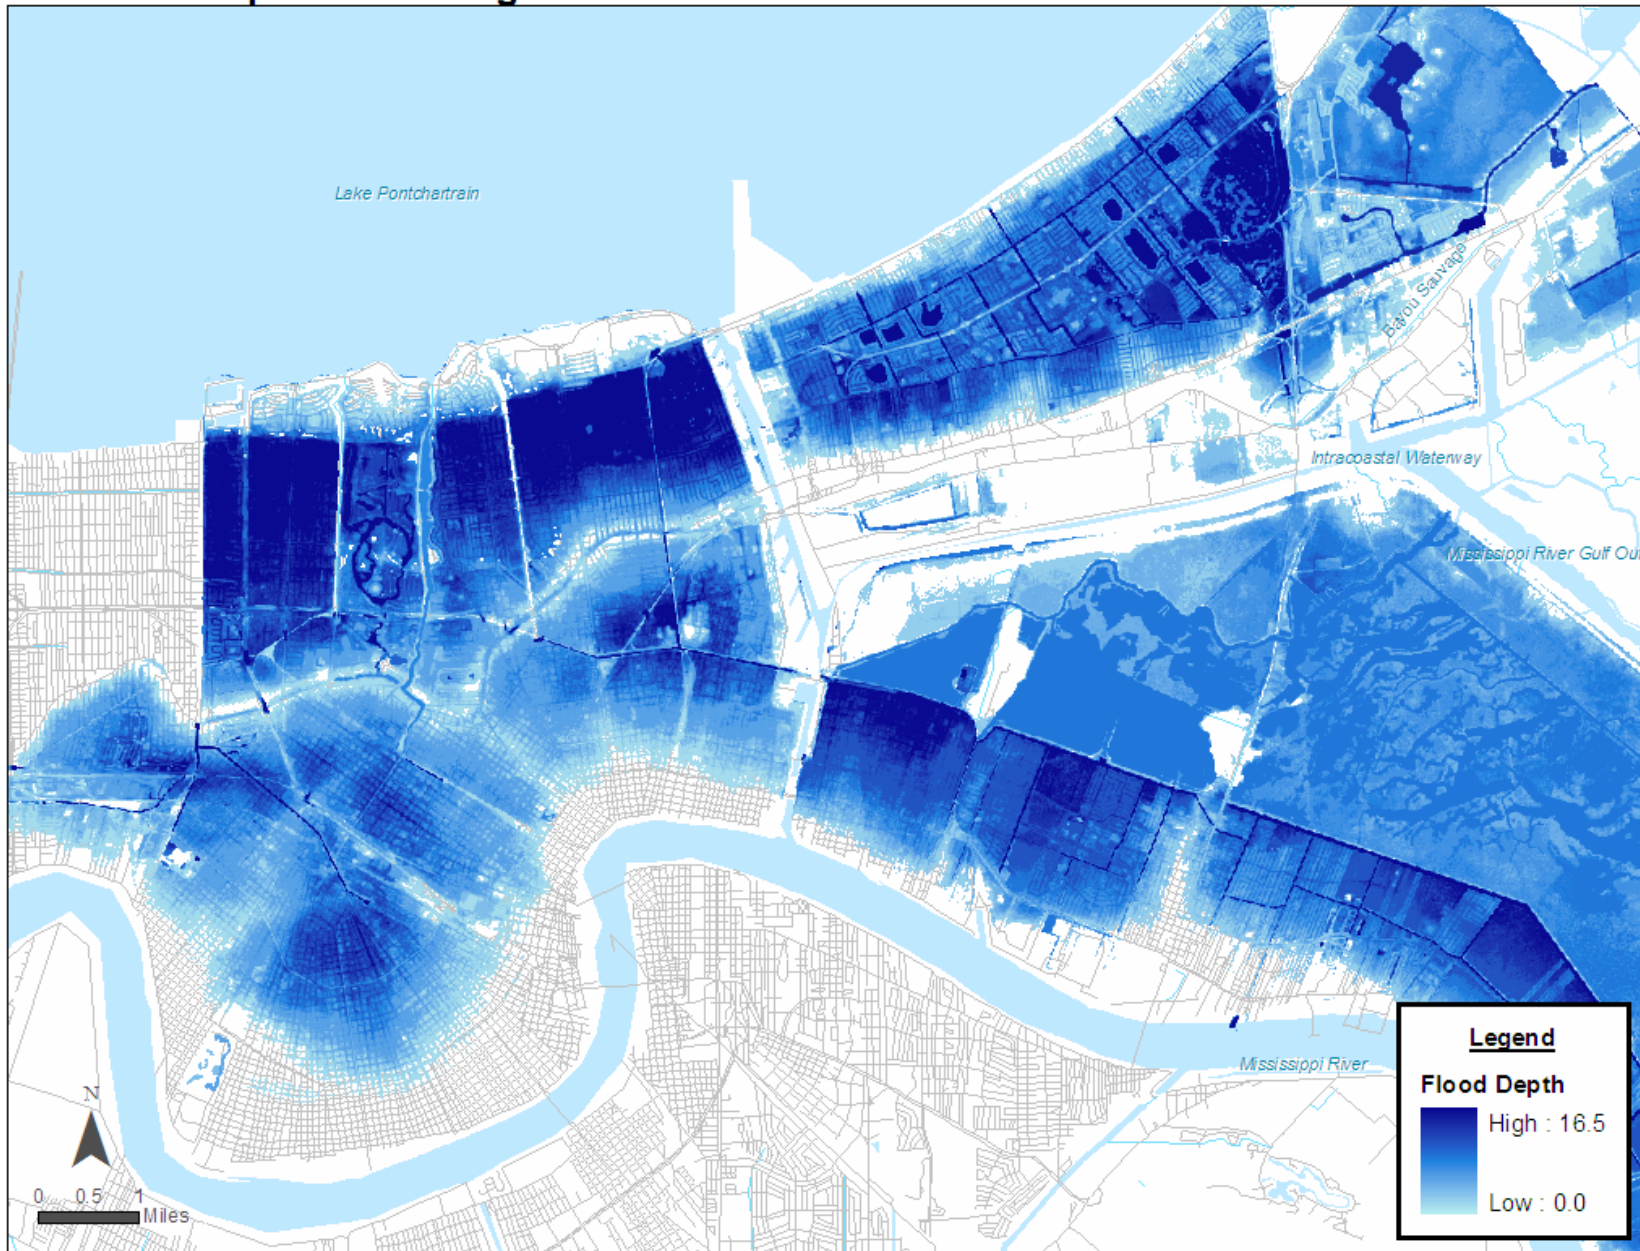 Lake Pontchartrain
Bayou Sauvage
Intracoastal Waterway
Mississippi River Gulf Out
Mississippi River
Legend
Flood Depth
High : 16.5
Low : 0.0
N
0 0.5 1
Miles